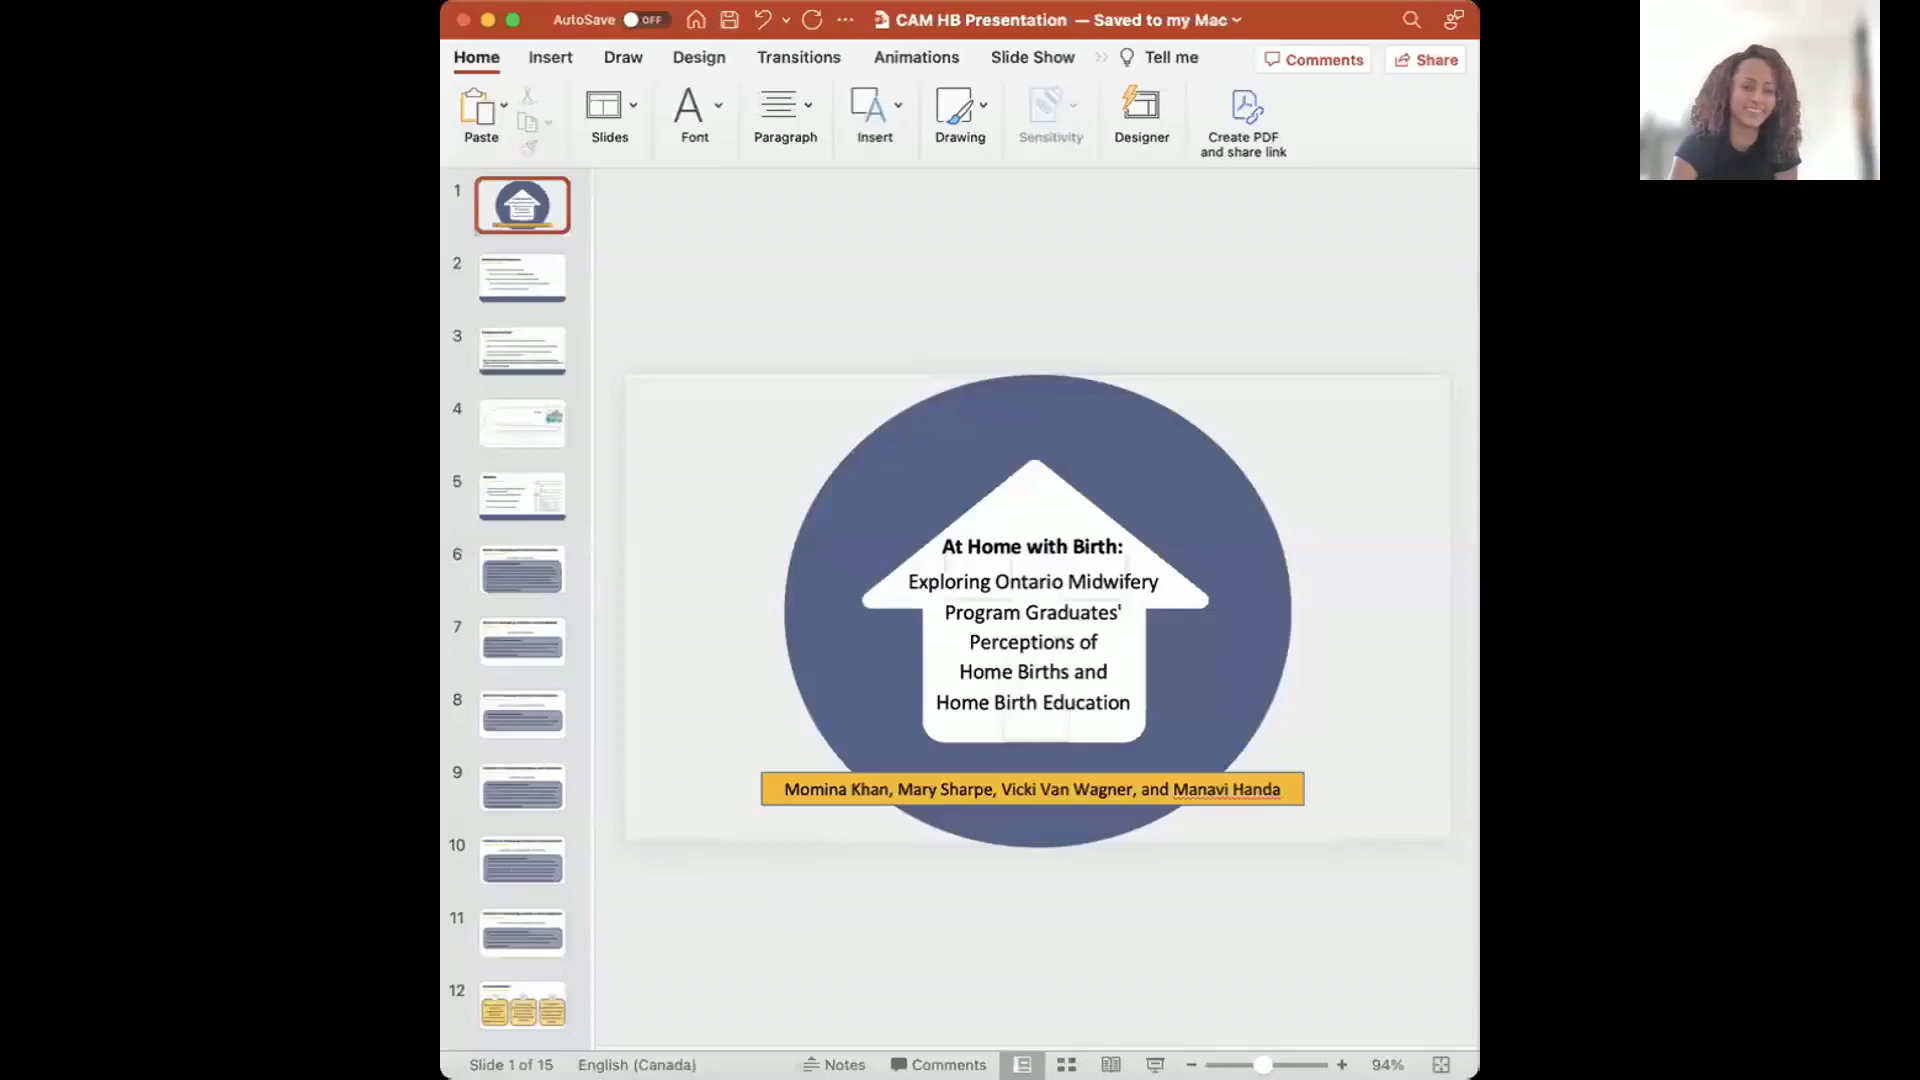 AutoSave OFF CAM HB Presentation — Saved to my Mac
Home Insert Draw Design Transitions Animations Slide Show Tell me Comments Share
Paste Slides Font Paragraph Insert Drawing Sensitivity Designer Create PDF
and share link
1
2
3
4
5
6
7
8
9
10
11
12
At Home with Birth:
Exploring Ontario Midwifery
Program Graduates'
Perceptions of
Home Births and
Home Birth Education
Momina Khan, Mary Sharpe, Vicki Van Wagner, and Manavi Handa
Slide 1 of 15 English (Canada) Notes Comments 94%